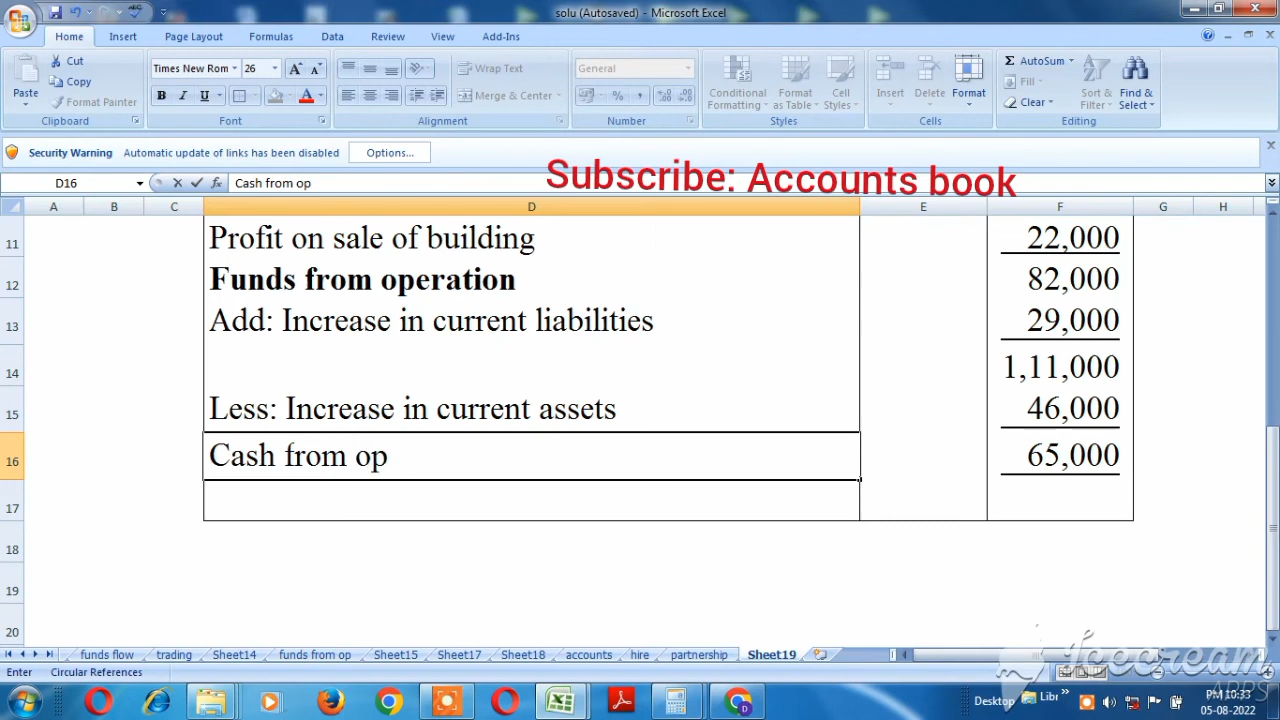 solu (Autosaved) - Microsoft Excel
Home Insert Page Layout Formulas Data Review View Add-Ins
Cut
Copy
Format Painter
Paste
Clipboard
Times New Rom 26
B I U A
Font
Wrap Text
Merge & Center
Alignment
General
Number
Conditional Formatting
Format as Table
Cell Styles
Styles
Insert Delete Format
Cells
AutoSum
Fill
Clear
Sort & Filter
Find & Select
Editing
Security Warning Automatic update of links has been disabled Options...
Subscribe: Accounts book
D16 fx Cash from op
A B C D E F G H
11 Profit on sale of building 22,000
12 Funds from operation 82,000
13 Add: Increase in current liabilities 29,000
14 1,11,000
15 Less: Increase in current assets 46,000
16 Cash from op 65,000
17
18
19
20
funds flow trading Sheet14 funds from op Sheet15 Sheet17 Sheet18 accounts hire partnership Sheet19
Icecream
APPS
Enter Circular References
Desktop Libr
PM 10:33
05-08-2022